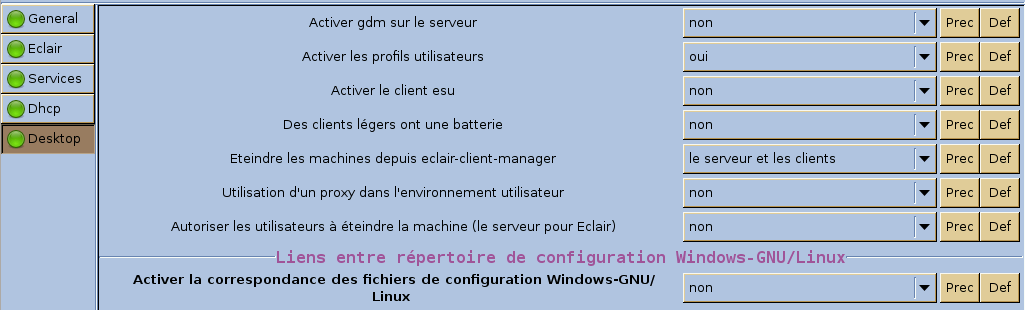 General
Eclair
Services
Dhcp
Desktop
Activer gdm sur le serveur non Prec Def
Activer les profils utilisateurs oui Prec Def
Activer le client esu non Prec Def
Des clients légers ont une batterie non Prec Def
Eteindre les machines depuis eclair-client-manager le serveur et les clients Prec Def
Utilisation d'un proxy dans l'environnement utilisateur non Prec Def
Autoriser les utilisateurs à éteindre la machine (le serveur pour Eclair) non Prec Def
Liens entre répertoire de configuration Windows-GNU/Linux
Activer la correspondance des fichiers de configuration Windows-GNU/
Linux
non Prec Def